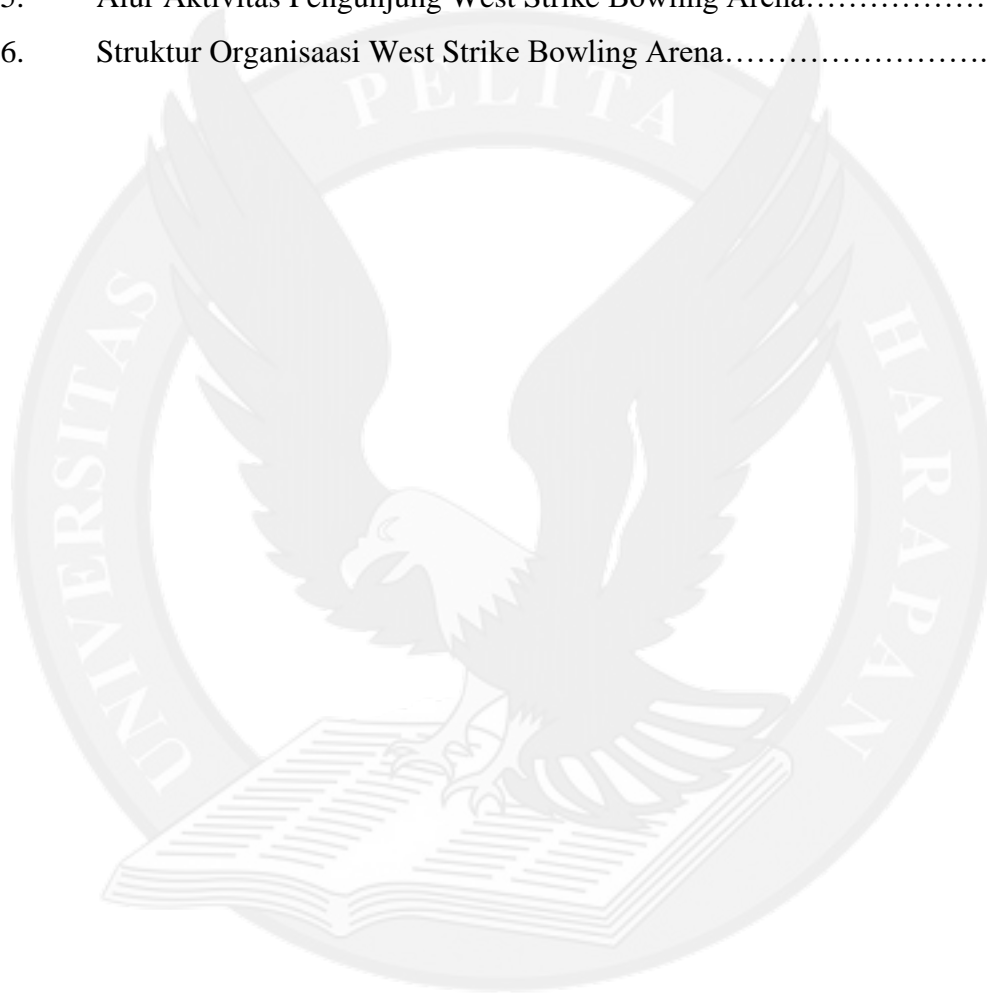 5. Alur Aktivitas Pengunjung West Strike Bowling Arena………………
6. Struktur Organisaasi West Strike Bowling Arena…………………….
PELITA
UNIVERSITAS
HARAPAN